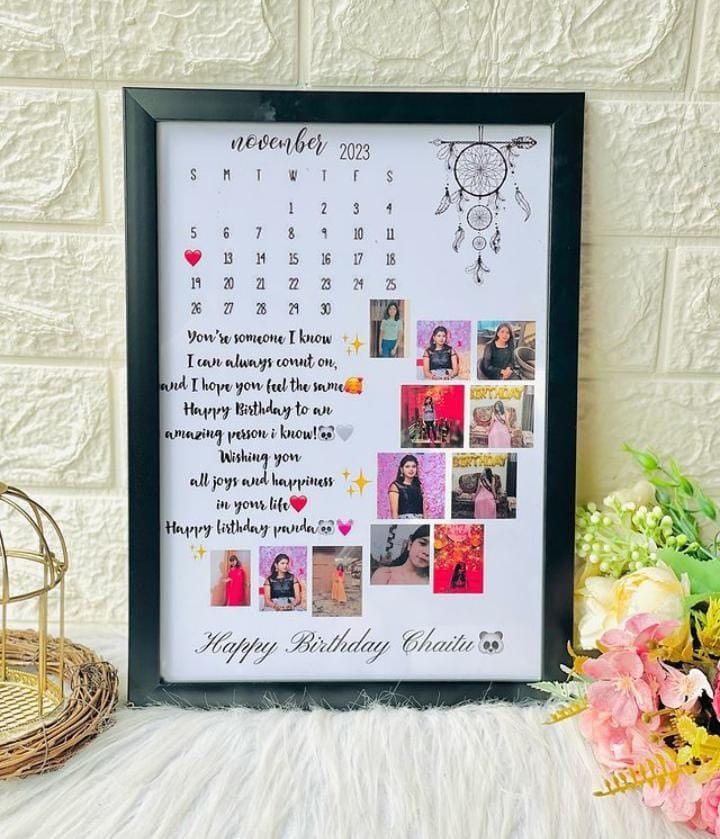 november 2023
S M T W T F S
1 2 3 4
5 6 7 8 9 10 11
❤️ 13 14 15 16 17 18
19 20 21 22 23 24 25
26 27 28 29 30
You're someone I know ✨
I can always count on,
and I hope you feel the same🥰
Happy Birthday to an
amazing person i know!🐼🤍
Wishing you
all joys and happiness ✨
in your life❤️
Happy birthday panda🐼💓
BIRTHDAY
BIRTHDAY
Happy Birthday Chaitu🐼